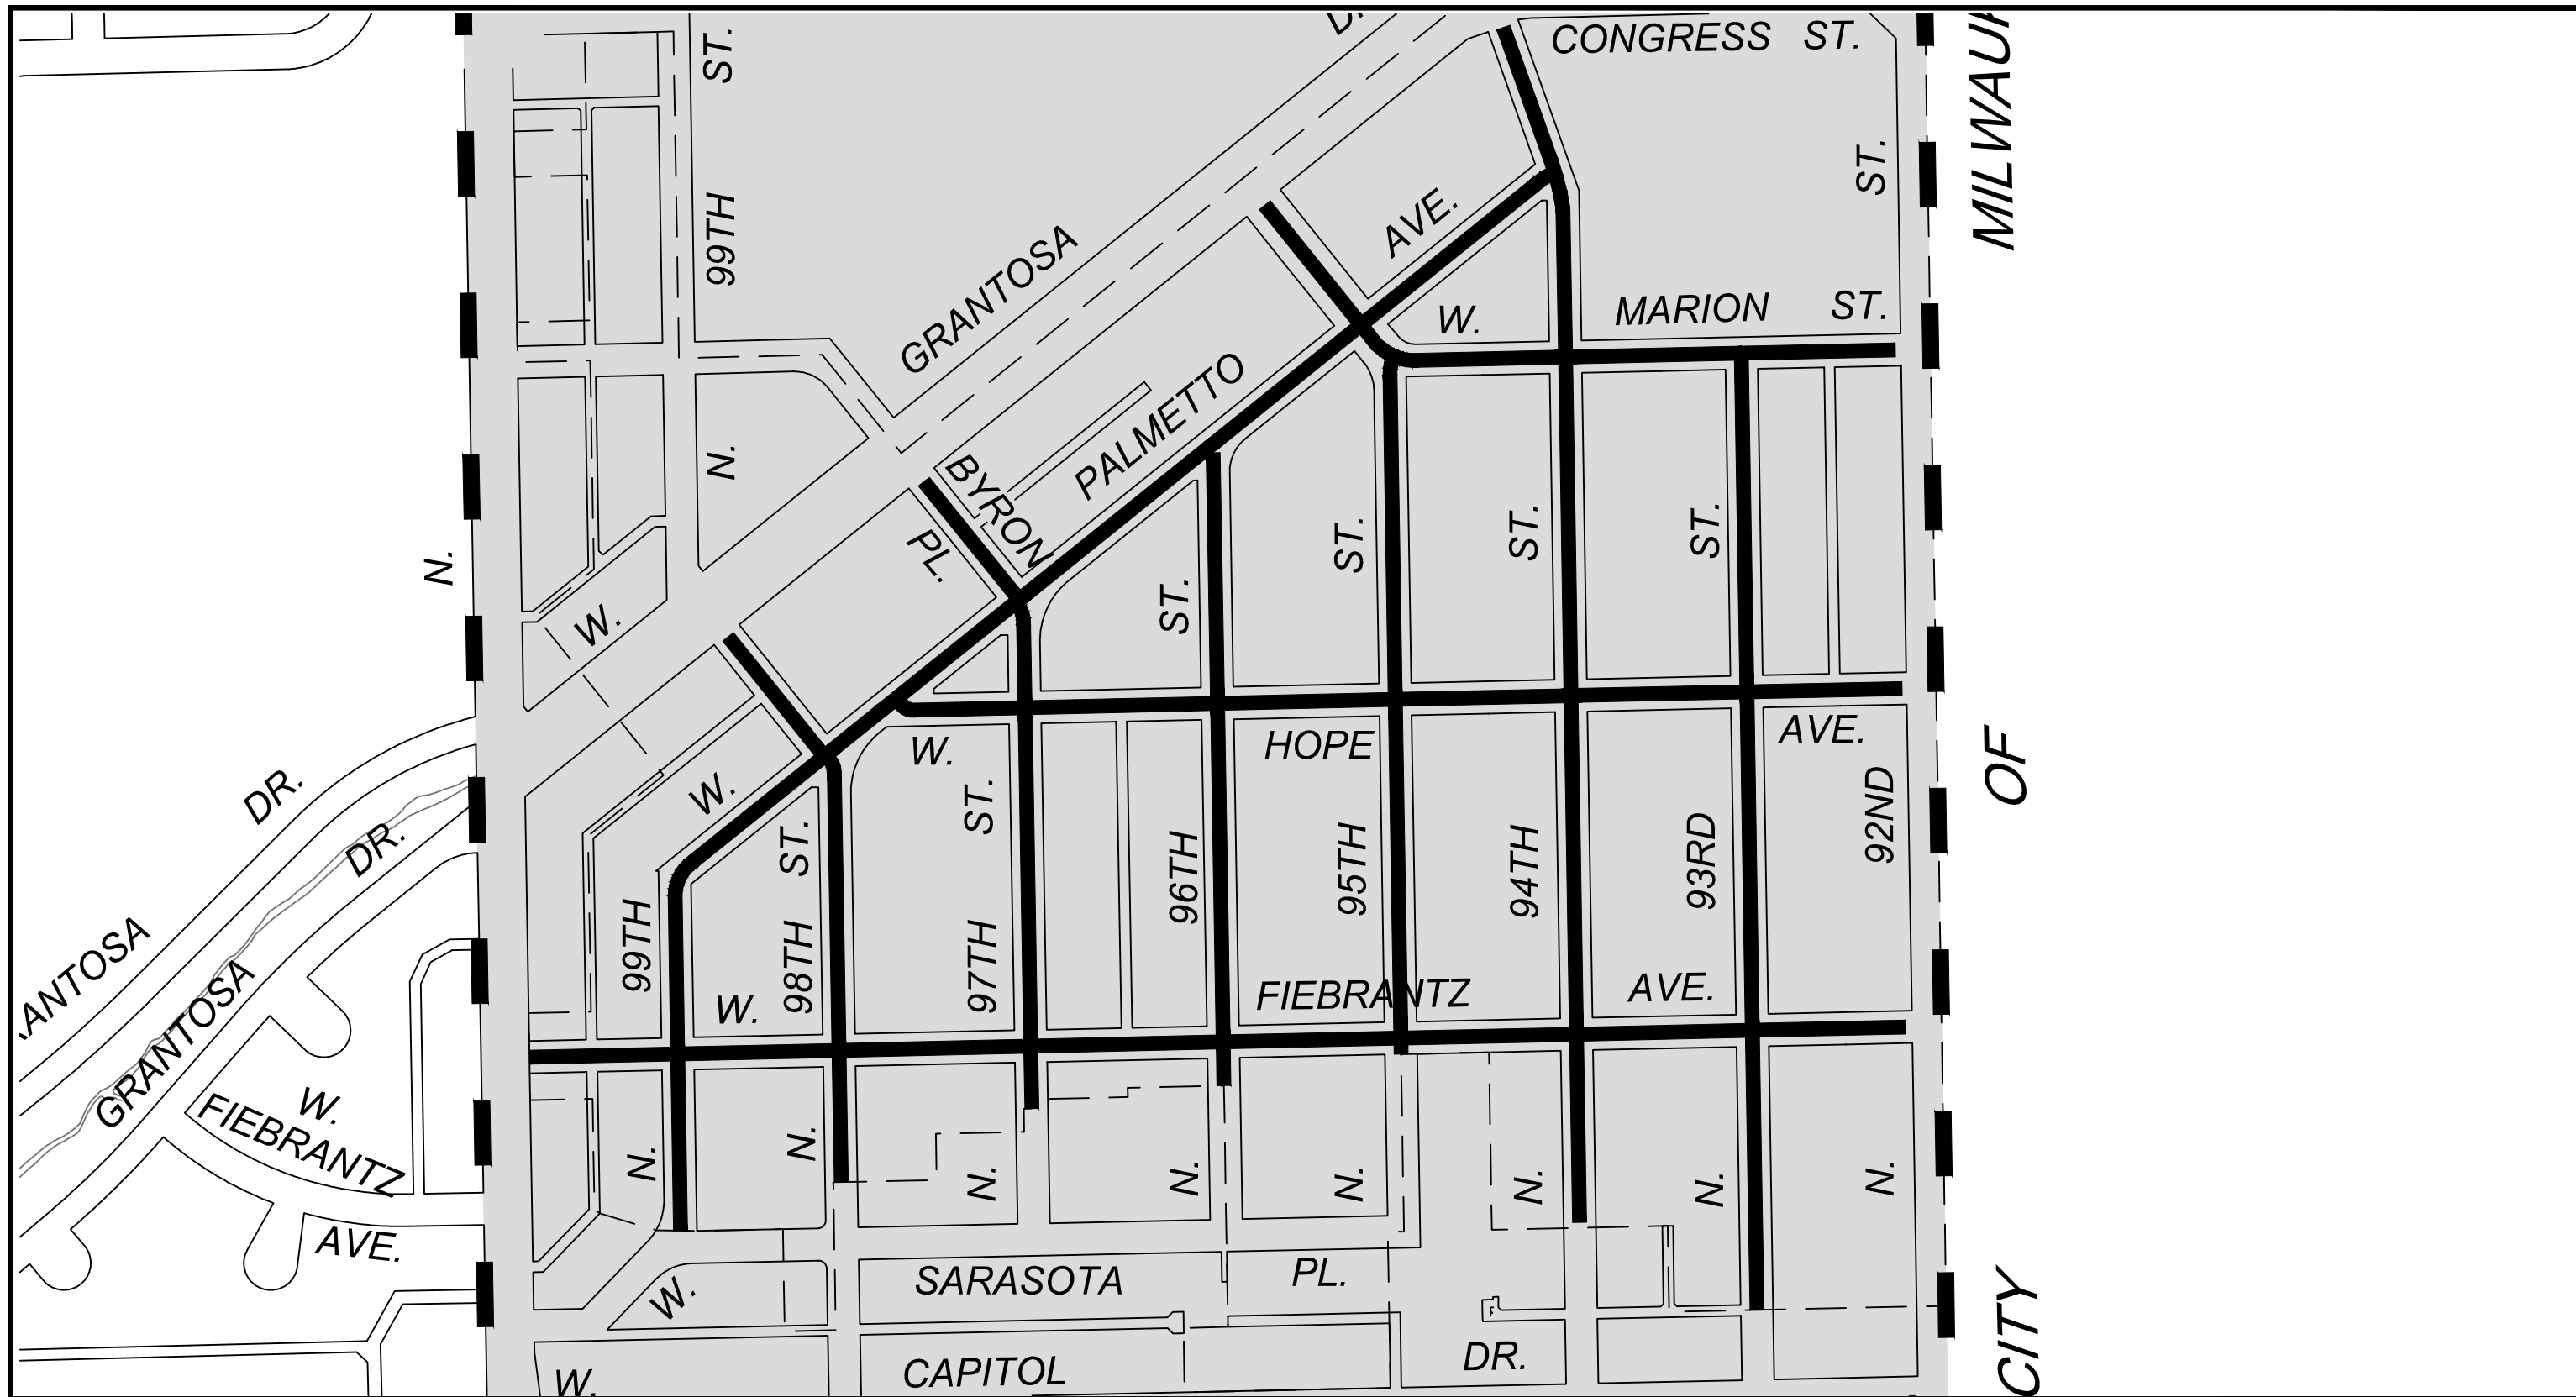 CONGRESS ST.
ST.
99TH
N.
ST.
GRANTOSA
AVE.
W.
MARION ST.
PALMETTO
BYRON
PL.
N.
W.
ST.
ST.
ST.
ST.
DR.
DR.
GRANTOSA
W.
W.
HOPE
AVE.
ST.
ST.
99TH
98TH
97TH
96TH
95TH
94TH
93RD
92ND
W.
FIEBRANTZ
AVE.
W.
FIEBRANTZ
AVE.
N.
N.
N.
N.
N.
N.
N.
N.
W.
SARASOTA
PL.
W.
CAPITOL
DR.
CITY
OF